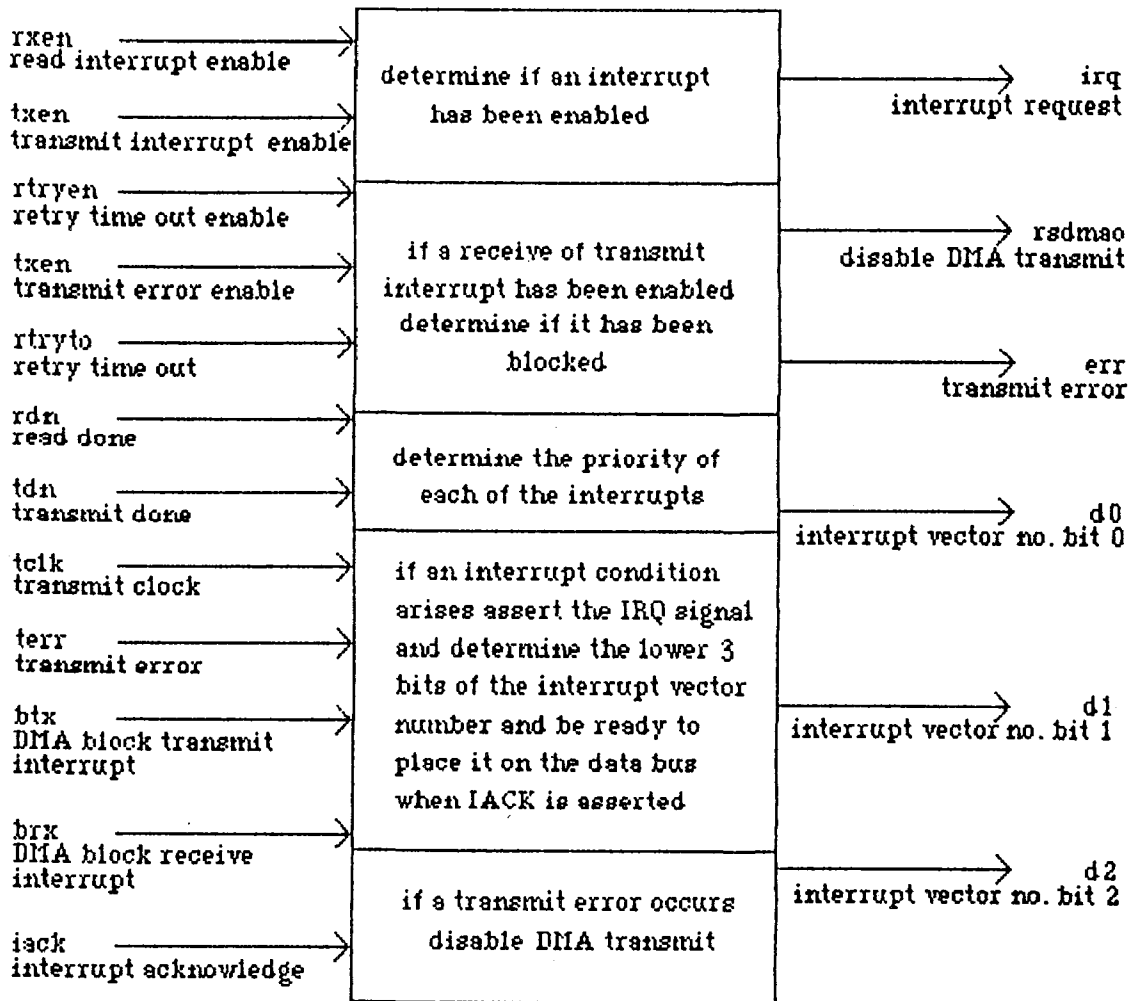 rxen
read interrupt enable
txen
transmit interrupt enable
rtryen
retry time out enable
txen
transmit error enable
rtryto
retry time out
rdn
read done
tdn
transmit done
tclk
transmit clock
terr
transmit error
btx
DMA block transmit
interrupt
brx
DMA block receive
interrupt
iack
interrupt acknowledge
determine if an interrupt
has been enabled
if a receive of transmit
interrupt has been enabled
determine if it has been
blocked
determine the priority of
each of the interrupts
if an interrupt condition
arises assert the IRQ signal
and determine the lower 3
bits of the interrupt vector
number and be ready to
place it on the data bus
when IACK is asserted
if a transmit error occurs
disable DMA transmit
irq
interrupt request
rsdmao
disable DMA transmit
err
transmit error
d0
interrupt vector no. bit 0
d1
interrupt vector no. bit 1
d2
interrupt vector no. bit 2